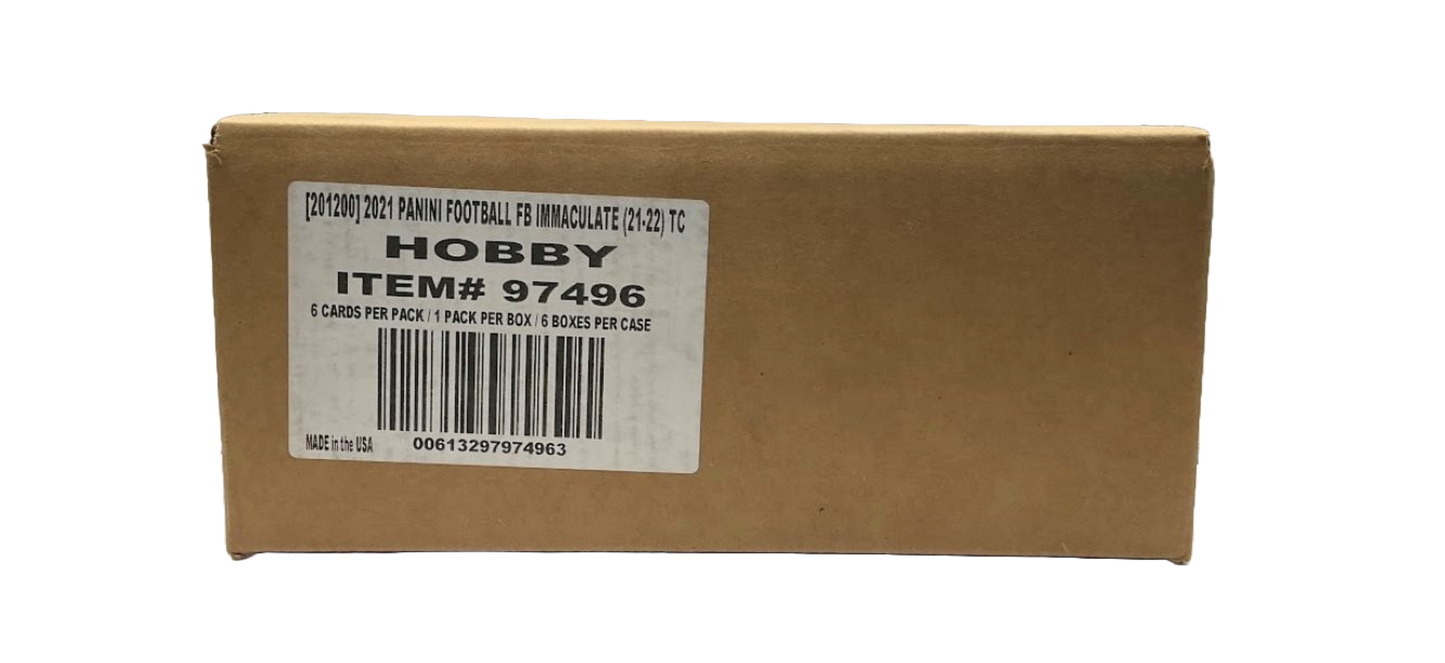 [201200] 2021 PANINI FOOTBALL FB IMMACULATE (21-22) TC
HOBBY
ITEM# 97496
6 CARDS PER PACK / 1 PACK PER BOX / 6 BOXES PER CASE
MADE in the USA
00613297974963